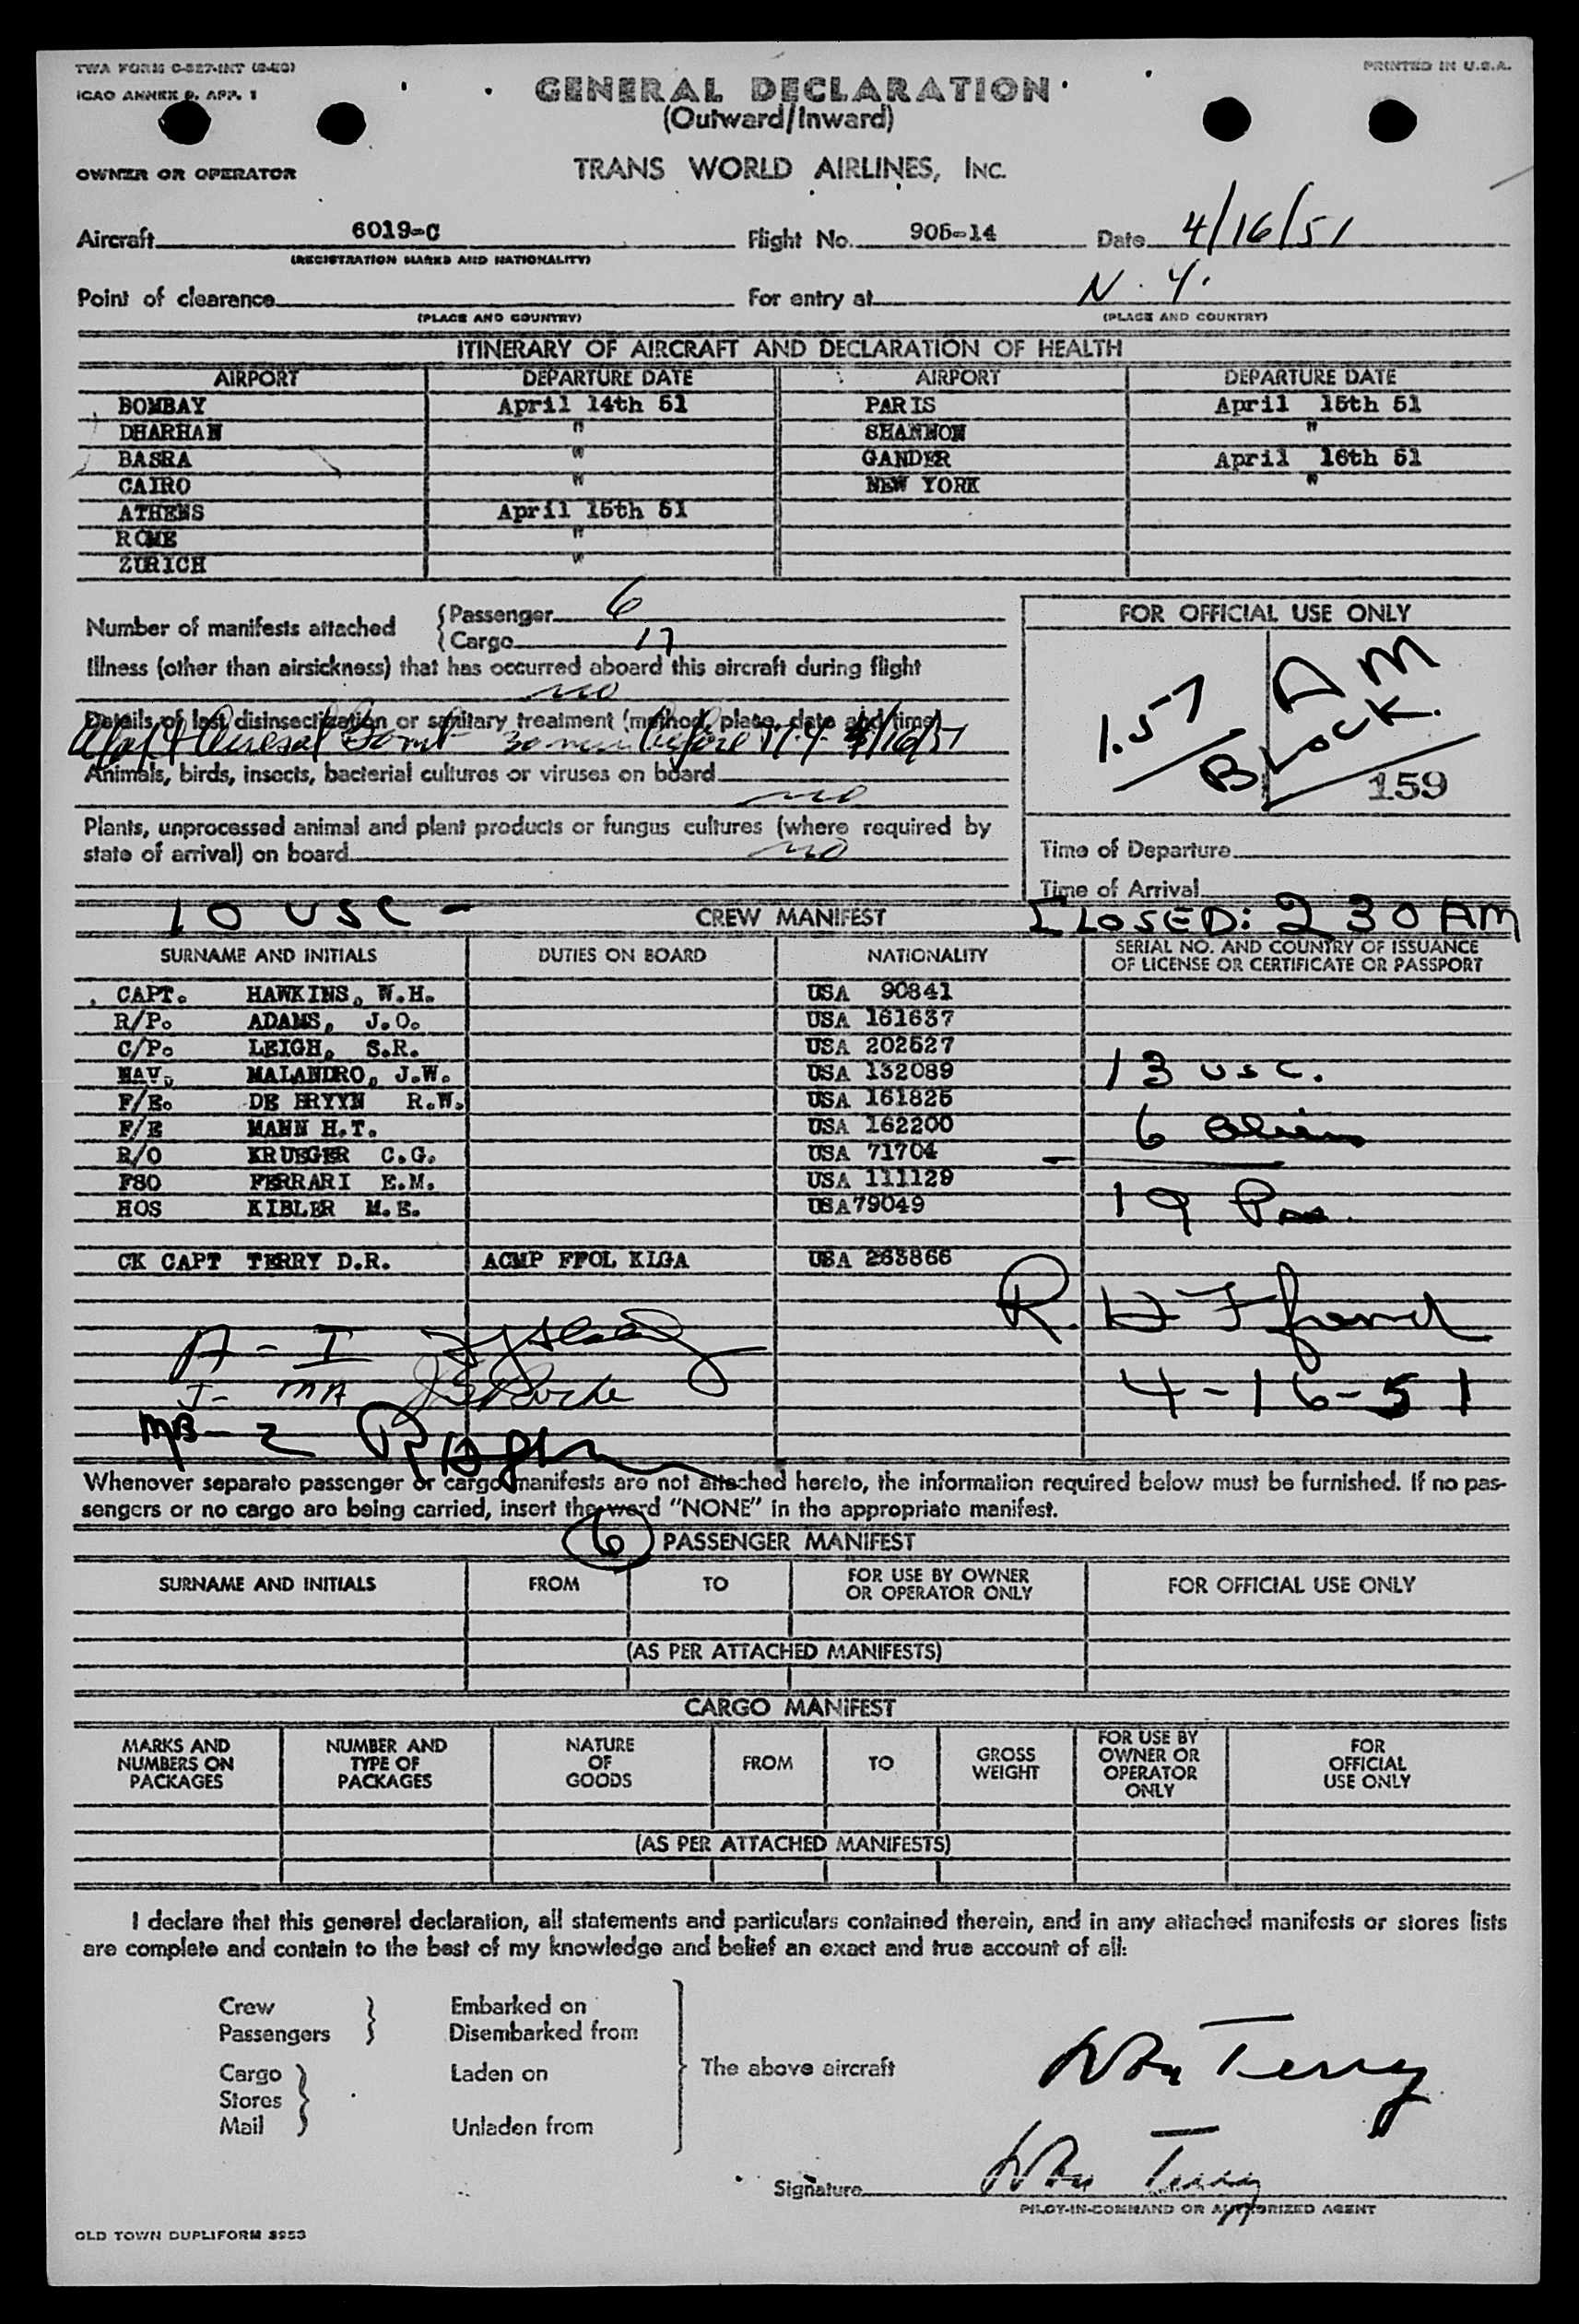 TWA FORM C-527-INT (8-50)
PRINTED IN U.S.A.
ICAO ANNEX 9, APP. 1
GENERAL DECLARATION
(Outward/Inward)
OWNER OR OPERATOR
TRANS WORLD AIRLINES, INC.
Aircraft 6019-C Flight No. 905-14 Date 4/16/51
(REGISTRATION MARKS AND NATIONALITY)
Point of clearance For entry at N.Y.
(PLACE AND COUNTRY) (PLACE AND COUNTRY)
ITINERARY OF AIRCRAFT AND DECLARATION OF HEALTH
AIRPORT DEPARTURE DATE AIRPORT DEPARTURE DATE
BOMBAY April 14th 51 PARIS April 15th 51
DHARHAN " SHANNON "
BASRA " GANDER April 16th 51
CAIRO " NEW YORK "
ATHENS April 15th 51
ROME "
ZURICH "
Number of manifests attached Passenger 6
Cargo 17
FOR OFFICIAL USE ONLY
1.57 AM
BLOCK.
159
Illness (other than airsickness) that has occurred aboard this aircraft during flight
no
Details of last disinsectization or sanitary treatment (method, place, date and time)
30 min before N.Y. 4/16/51
Animals, birds, insects, bacterial cultures or viruses on board
no
Plants, unprocessed animal and plant products or fungus cultures (where required by
state of arrival) on board no
Time of Departure
Time of Arrival
10 USC - CREW MANIFEST CLOSED: 2 30 AM
SURNAME AND INITIALS DUTIES ON BOARD NATIONALITY SERIAL NO. AND COUNTRY OF ISSUANCE
OF LICENSE OR CERTIFICATE OR PASSPORT
CAPT. HAWKINS, W.H. USA 90841
R/P. ADAMS, J.O. USA 161637
C/P. LEIGH, S.R. USA 202527
NAV. MALANDRO, J.W. USA 132089 13 USC.
F/E. DE BRYYN R.W. USA 161825
F/E MANN H.T. USA 162200 6 Aliens
R/O KRUEGER C.G. USA 71704
FSO FERRARI E.M. USA 111129
HOS KIBLER M.E. USA79049 19 Pax.
CK CAPT TERRY D.R. ACMP FPOL KLGA USA 263866
A - I
J - MA
4-16-51
MB - 2
Whenever separate passenger or cargo manifests are not attached hereto, the information required below must be furnished. If no pas-
sengers or no cargo are being carried, insert the word "NONE" in the appropriate manifest.
6 PASSENGER MANIFEST
SURNAME AND INITIALS FROM TO FOR USE BY OWNER OR OPERATOR ONLY FOR OFFICIAL USE ONLY
(AS PER ATTACHED MANIFESTS)
CARGO MANIFEST
MARKS AND NUMBERS ON PACKAGES NUMBER AND TYPE OF PACKAGES NATURE OF GOODS FROM TO GROSS WEIGHT FOR USE BY OWNER OR OPERATOR ONLY FOR OFFICIAL USE ONLY
(AS PER ATTACHED MANIFESTS)
I declare that this general declaration, all statements and particulars contained therein, and in any attached manifests or stores lists
are complete and contain to the best of my knowledge and belief an exact and true account of all:
Crew Embarked on
Passengers Disembarked from
Cargo Laden on The above aircraft
Stores
Mail Unladen from
Terry
Signature Terry
PILOT-IN-COMMAND OR AUTHORIZED AGENT
OLD TOWN DUPLIFORM 3953